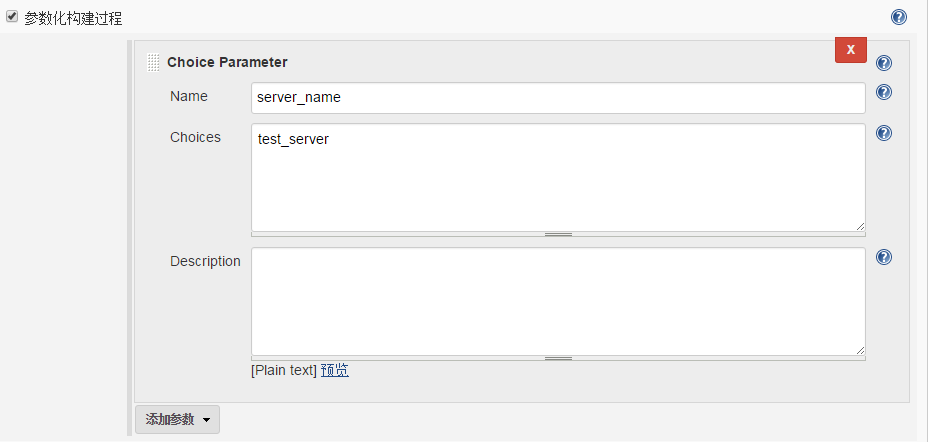 参数化构建过程
X
Choice Parameter
Name
server_name
Choices
test_server
Description
[Plain text] 预览
添加参数